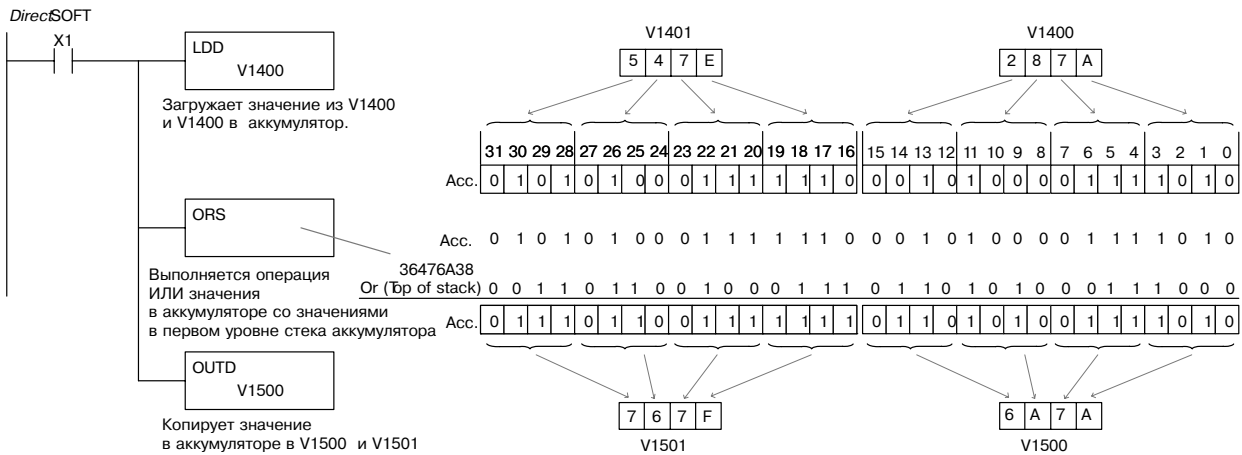 DirectSOFT
X1
LDD
V1400
Загружает значение из V1400
и V1400 в аккумулятор.
ORS
Выполняется операция
ИЛИ значения
в аккумуляторе со значениями
в первом уровне стека аккумулятора
OUTD
V1500
Копирует значение
в аккумуляторе в V1500 и V1501
V1401
V1400
5 4 7 E
2 8 7 A
31 30 29 28 27 26 25 24 23 22 21 20 19 18 17 16 15 14 13 12 11 10 9 8 7 6 5 4 3 2 1 0
Acc. 0 1 0 1 0 1 0 0 0 1 1 1 1 1 1 0 0 0 1 0 1 0 0 0 0 1 1 1 1 0 1 0
Acc. 0 1 0 1 0 1 0 0 0 1 1 1 1 1 1 0 0 0 1 0 1 0 0 0 0 1 1 1 1 0 1 0
36476A38
Or (Top of stack) 0 0 1 1 0 1 1 0 0 1 0 0 0 1 1 1 0 1 1 0 1 0 1 0 0 0 1 1 1 0 0 0
Acc. 0 1 1 1 0 1 1 0 0 1 1 1 1 1 1 1 0 1 1 0 1 0 1 0 0 1 1 1 1 0 1 0
7 6 7 F
6 A 7 A
V1501
V1500